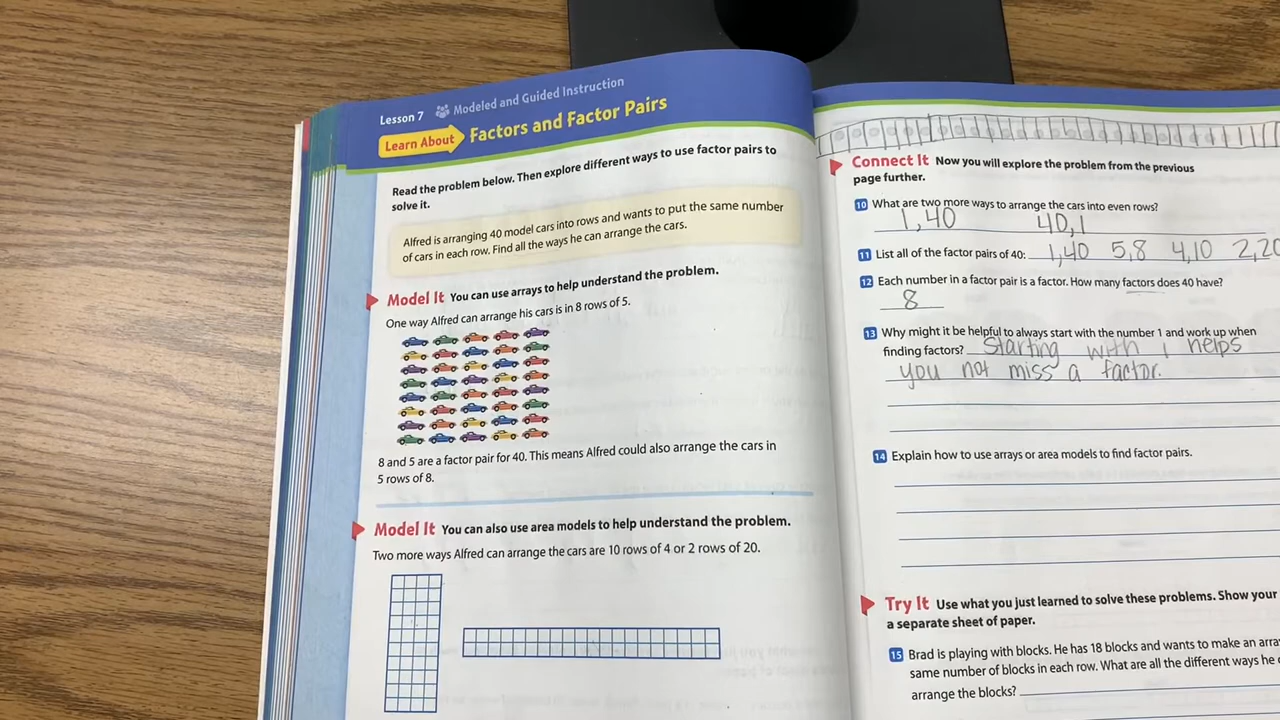 Lesson 7 Modeled and Guided Instruction
Learn About Factors and Factor Pairs
Read the problem below. Then explore different ways to use factor pairs to
solve it.
Alfred is arranging 40 model cars into rows and wants to put the same number
of cars in each row. Find all the ways he can arrange the cars.
Model It You can use arrays to help understand the problem.
One way Alfred can arrange his cars is in 8 rows of 5.
8 and 5 are a factor pair for 40. This means Alfred could also arrange the cars in
5 rows of 8.
Model It You can also use area models to help understand the problem.
Two more ways Alfred can arrange the cars are 10 rows of 4 or 2 rows of 20.
Connect It Now you will explore the problem from the previous
page further.
10 What are two more ways to arrange the cars into even rows?
1,40 40,1
11 List all of the factor pairs of 40: 1,40 5,8 4,10 2,20
12 Each number in a factor pair is a factor. How many factors does 40 have?
8
13 Why might it be helpful to always start with the number 1 and work up when
finding factors? Starting with 1 helps
you not miss a factor.
14 Explain how to use arrays or area models to find factor pairs.
Try It Use what you just learned to solve these problems. Show your
a separate sheet of paper.
15 Brad is playing with blocks. He has 18 blocks and wants to make an arra
same number of blocks in each row. What are all the different ways he
arrange the blocks?